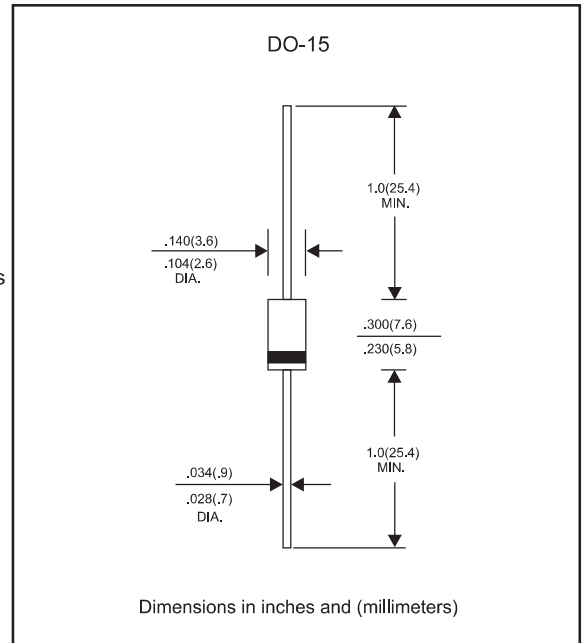 DO-15
1.0(25.4)
MIN.
.140(3.6)
.104(2.6)
DIA.
s
.300(7.6)
.230(5.8)
1.0(25.4)
MIN.
.034(.9)
.028(.7)
DIA.
Dimensions in inches and (millimeters)